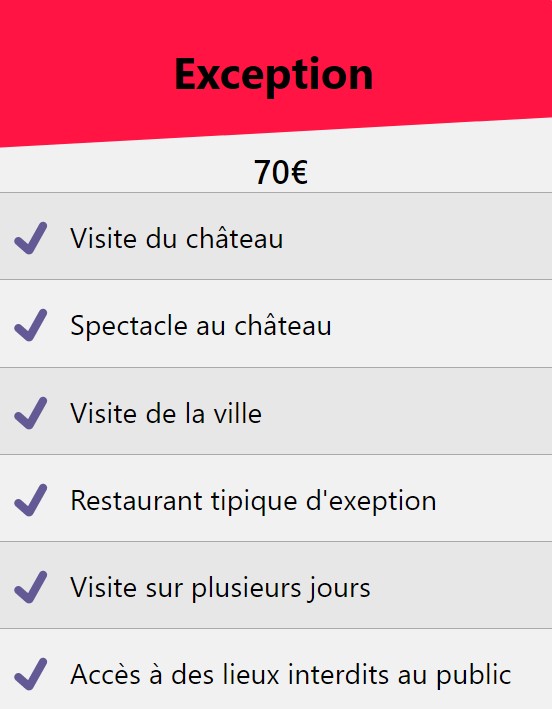 Exception
70€
Visite du château
Spectacle au château
Visite de la ville
Restaurant tipique d'exeption
Visite sur plusieurs jours
Accès à des lieux interdits au public